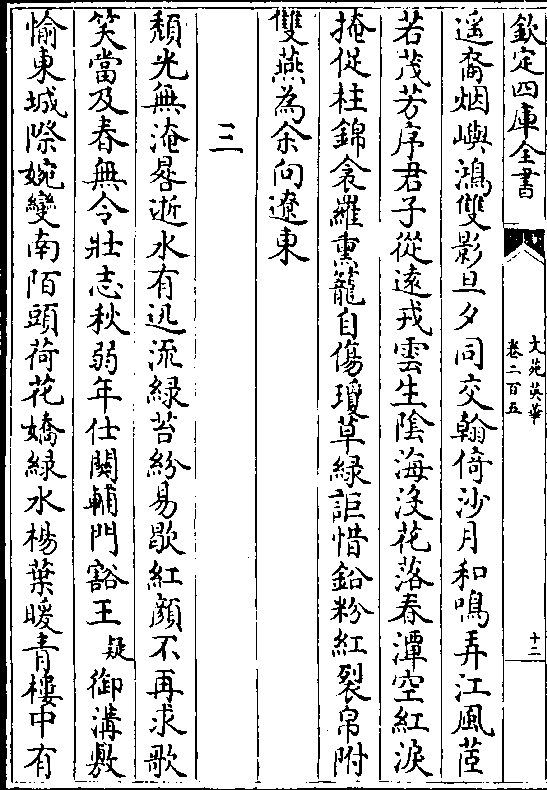 欽定四庫全書
文苑英華
卷二百五
十二
遥裔烟嶼鴻雙影旦夕同交翰倚沙月和鳴弄江風苴
若茂芳序君子從遠戎雲生陰海没花落春潭空紅淚
掩促柱錦衾羅熏籠自傷瓊草緑詎惜鉛粉紅裂帛附
雙燕為余向遼東
三
頽光無淹晷逝水有迅流緑苔紛易歇紅顔不再求歌
笑當及春無令壯志秋弱年仕關輔門豁王疑御溝敷
愉東城際婉孌南陌頭荷花嬌緑水楊葉暖青樓中有